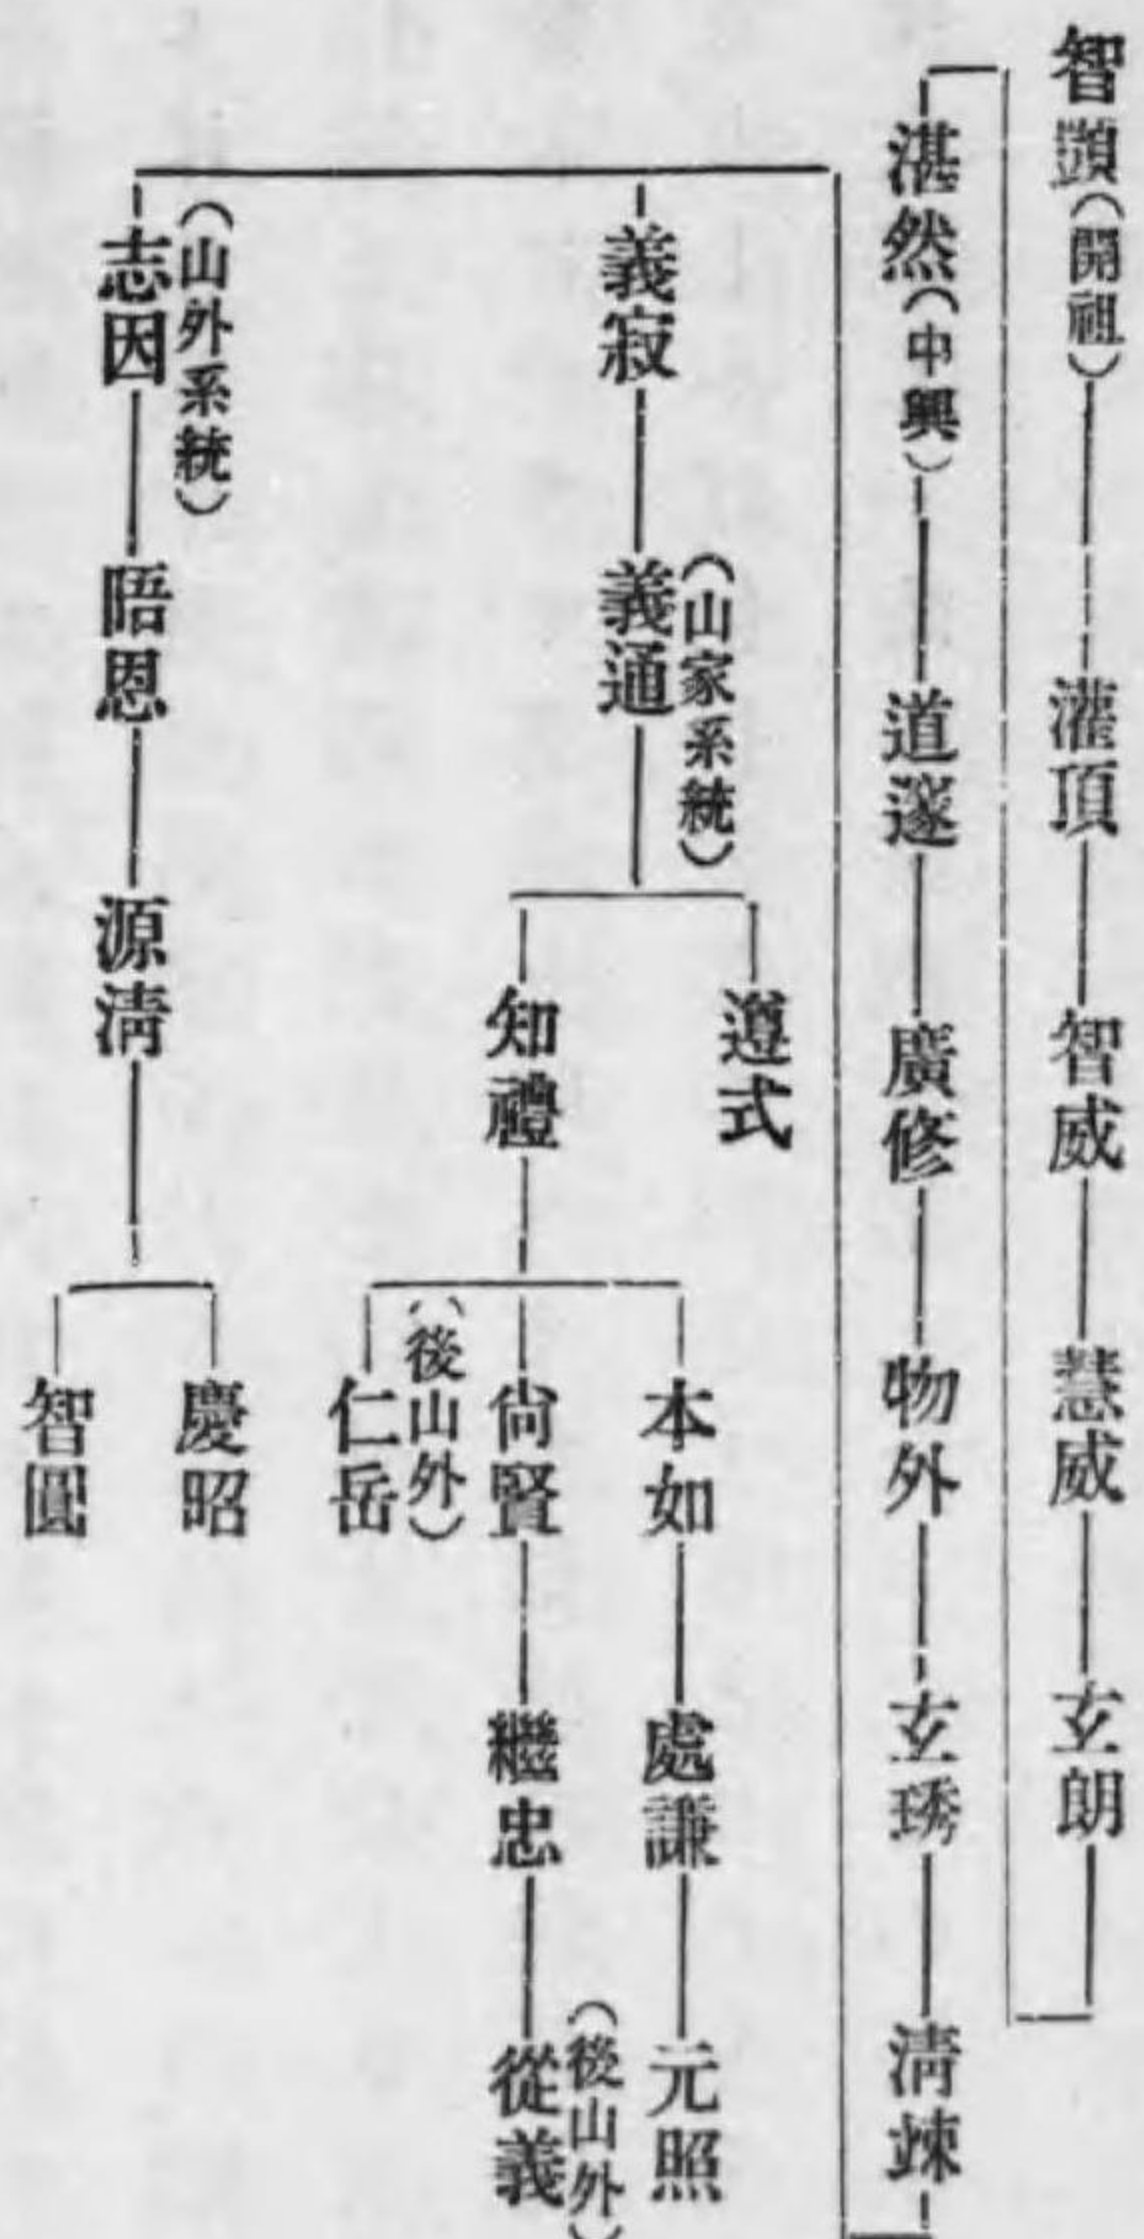 智顗(開祖)――灌頂――智威――慧威――玄朗
湛然(中興)――道邃――廣修――物外――玄琇――淸竦
義寂――義通――
(山家系統)
遵式
知禮
本如――處謙――元照
尙賢――繼忠――從義
(後山外)
仁岳
(後山外)
志因――晤恩――源淸
(山外系統)
慶昭
智圓